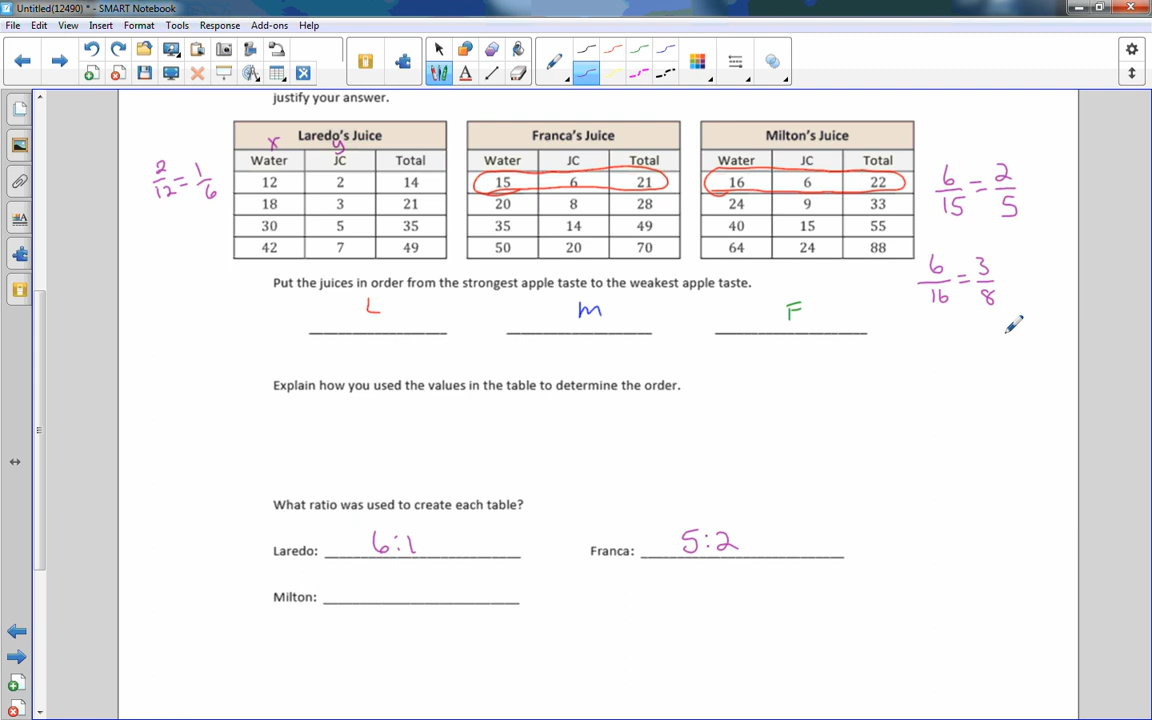 Untitled(12490) * - SMART Notebook
File Edit View Insert Format Tools Response Add-ons Help
justify your answer.
x Laredo's Juice Franca's Juice Milton's Juice
y
Water JC Total Water JC Total Water JC Total
12 2 14 15 6 21 16 6 22
18 3 21 20 8 28 24 9 33
30 5 35 35 14 49 40 15 55
42 7 49 50 20 70 64 24 88
2/12 = 1/6
6/15 = 2/5
6/16 = 3/8
Put the juices in order from the strongest apple taste to the weakest apple taste.
L M F
Explain how you used the values in the table to determine the order.
What ratio was used to create each table?
Laredo: 6:1 Franca: 5:2
Milton: